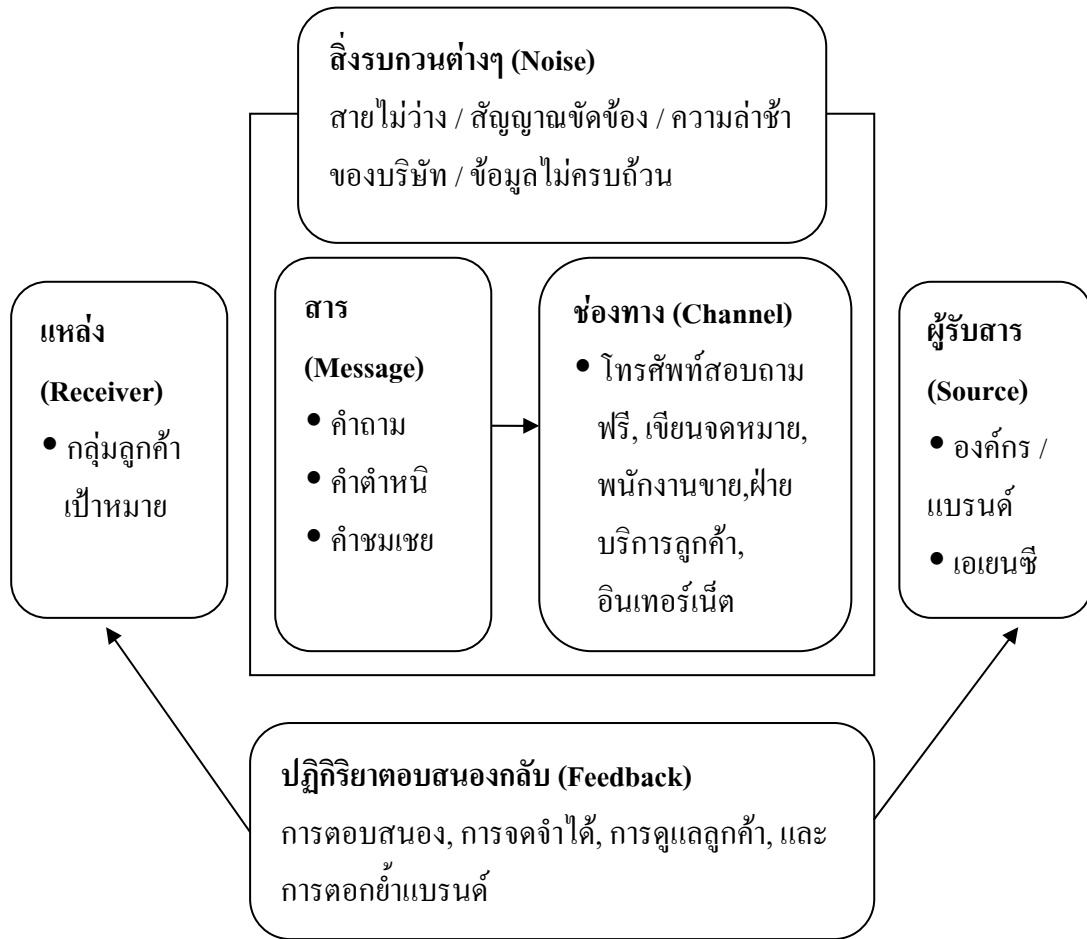 สิ่งรบกวนต่างๆ (Noise)
สายไม่ว่าง / สัญญาณขัดข้อง / ความล่าช้า
ของบริษัท / ข้อมูลไม่ครบถ้วน
แหล่ง
(Receiver)
• กลุ่มลูกค้า
เป้าหมาย
สาร
(Message)
• คำถาม
• คำตำหนิ
• คำชมเชย
ช่องทาง (Channel)
• โทรศัพท์สอบถาม
ฟรี, เขียนจดหมาย,
พนักงานขาย,ฝ่าย
บริการลูกค้า,
อินเทอร์เน็ต
ผู้รับสาร
(Source)
• องค์กร /
แบรนด์
• เอเยนซี
ปฏิกิริยาตอบสนองกลับ (Feedback)
การตอบสนอง, การจดจำได้, การดูแลลูกค้า, และ
การตอกย้ำแบรนด์